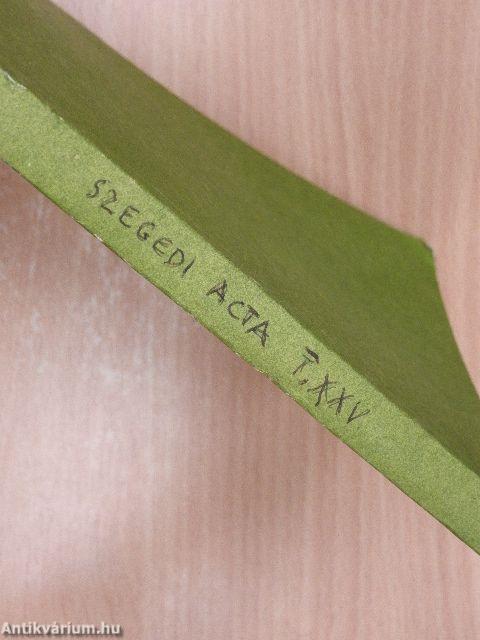 SZEGEDI ACTA T.XXV
Antikvárium.hu